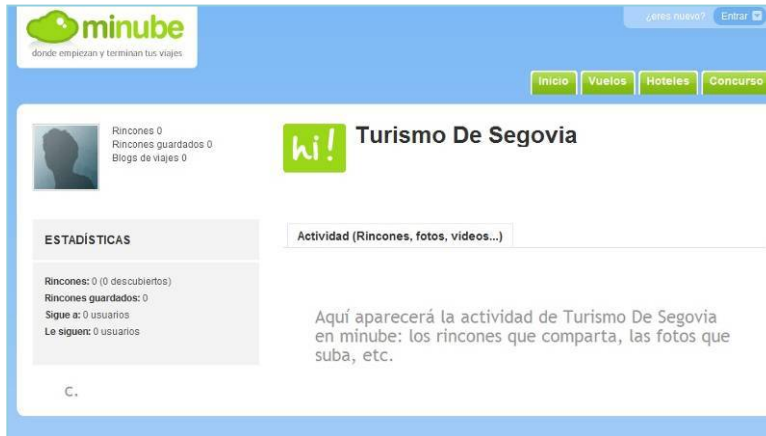 minube
donde empiezan y terminan tus viajes
¿eres nuevo? Entrar
Inicio Vuelos Hoteles Concurso
Rincones 0
Rincones guardados 0
Blogs de viajes 0
hi! Turismo De Segovia
ESTADÍSTICAS
Rincones: 0 (0 descubiertos)
Rincones guardados: 0
Sigue a: 0 usuarios
Le siguen: 0 usuarios
Actividad (Rincones, fotos, videos...)
Aquí aparecerá la actividad de Turismo De Segovia
en minube: los rincones que comparta, las fotos que
suba, etc.
c.